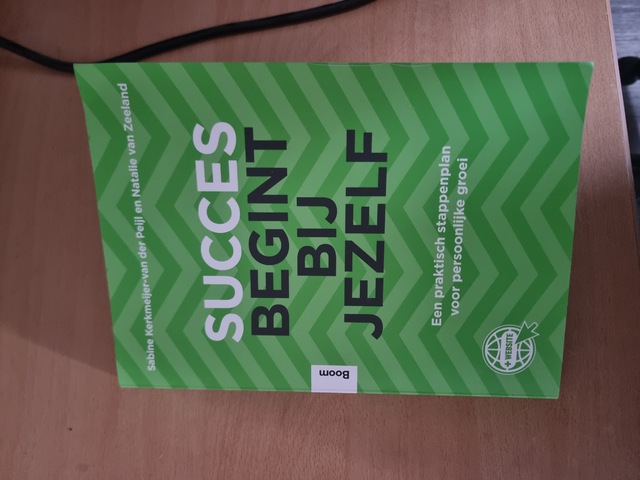 Sabine Kerkmeijer-van der Peijl en Natalie van Zeeland
SUCCES
BEGINT
BIJ
JEZELF
Een praktisch stappenplan
voor persoonlijke groei
+ WEBSITE
Boom